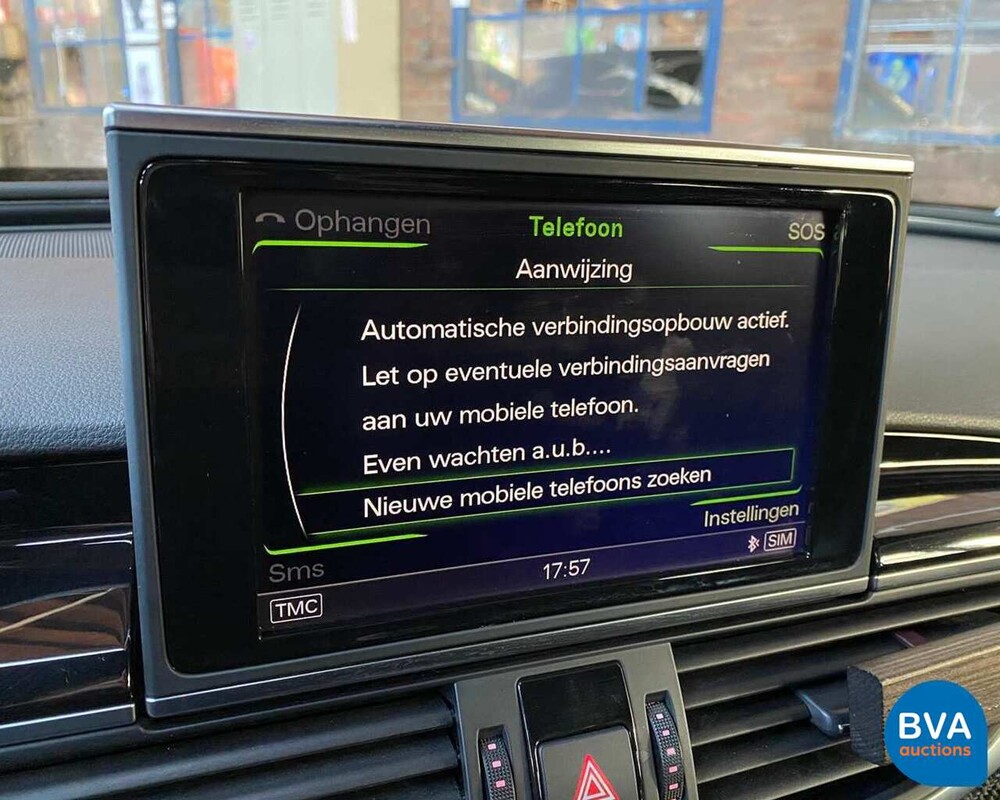 Ophangen
Telefoon
SOS
Aanwijzing
Automatische verbindingsopbouw actief.
Let op eventuele verbindingsaanvragen
aan uw mobiele telefoon.
Even wachten a.u.b....
Nieuwe mobiele telefoons zoeken
Instellingen
SIM
Sms
17:57
TMC
BVA
auctions